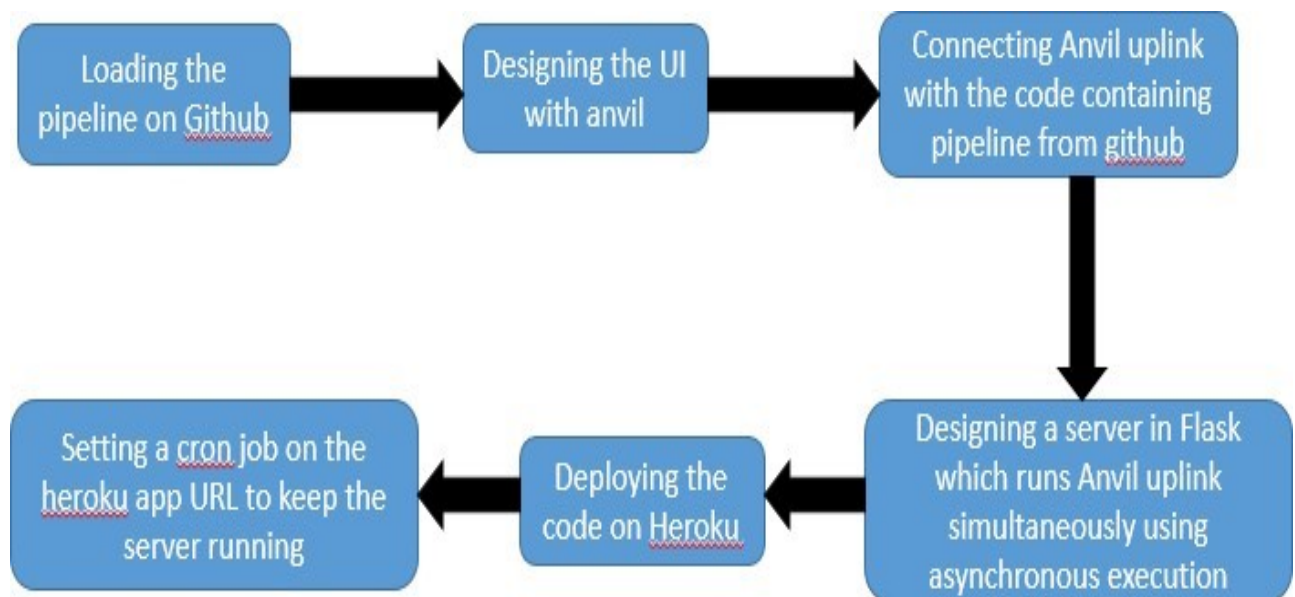 Loading the
pipeline on Github
Designing the UI
with anvil
Connecting Anvil uplink
with the code containing
pipeline from github
Designing a server in Flask
which runs Anvil uplink
simultaneously using
asynchronous execution
Deploying the
code on Heroku
Setting a cron job on the
heroku app URL to keep the
server running